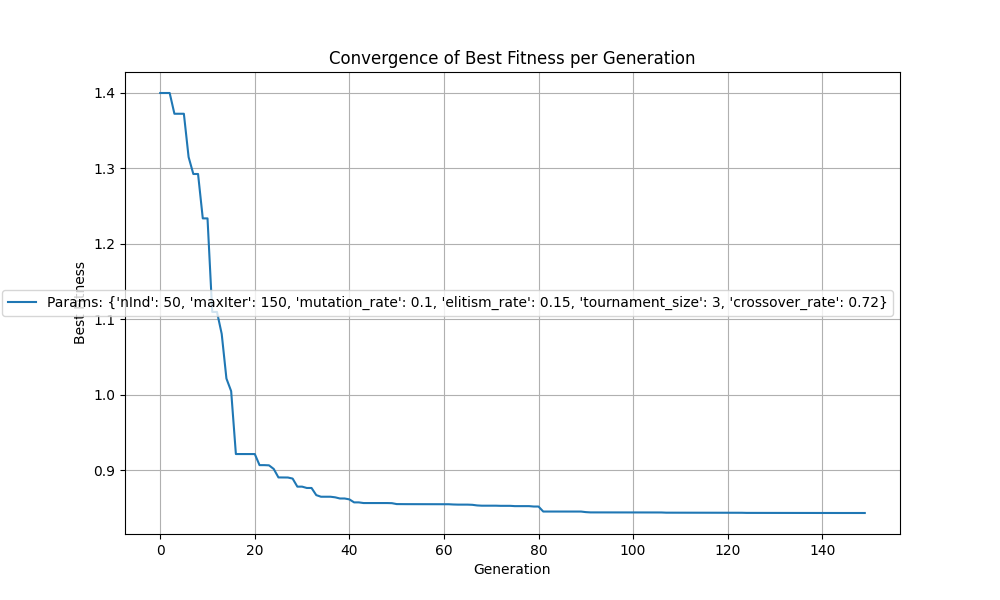 Convergence of Best Fitness per Generation
1.4
1.3
1.2
1.1
1.0
0.9
Best
Params: {'nInd': 50, 'maxIter': 150, 'mutation_rate': 0.1, 'elitism_rate': 0.15, 'tournament_size': 3, 'crossover_rate': 0.72}
0 20 40 60 80 100 120 140
Generation